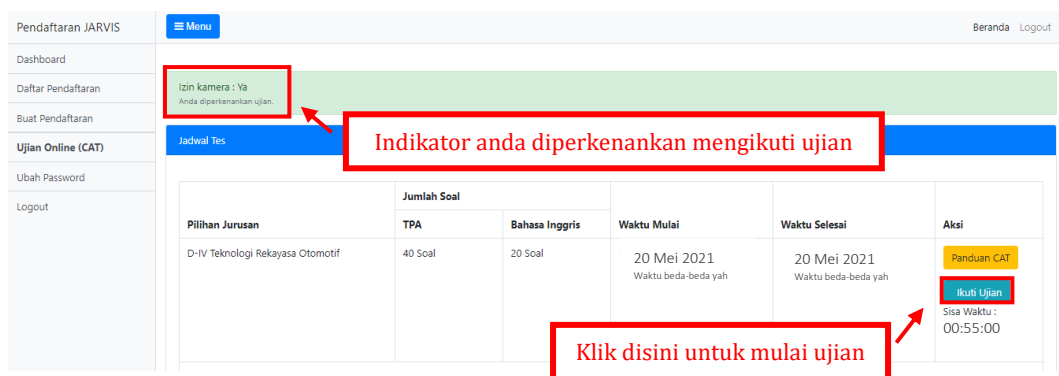 Pendaftaran JARVIS
Menu
Beranda Logout
Dashboard
Daftar Pendaftaran
Buat Pendaftaran
Ujian Online (CAT)
Ubah Password
Logout
Izin kamera : Ya
Anda diperkenankan ujian.
Indikator anda diperkenankan mengikuti ujian
Jadwal Tes
Jumlah Soal
Pilihan Jurusan TPA Bahasa Inggris Waktu Mulai Waktu Selesai Aksi
D-IV Teknologi Rekayasa Otomotif 40 Soal 20 Soal 20 Mei 2021 20 Mei 2021 Panduan CAT
Waktu beda-beda yah Waktu beda-beda yah
Ikuti Ujian
Sisa Waktu :
00:55:00
Klik disini untuk mulai ujian